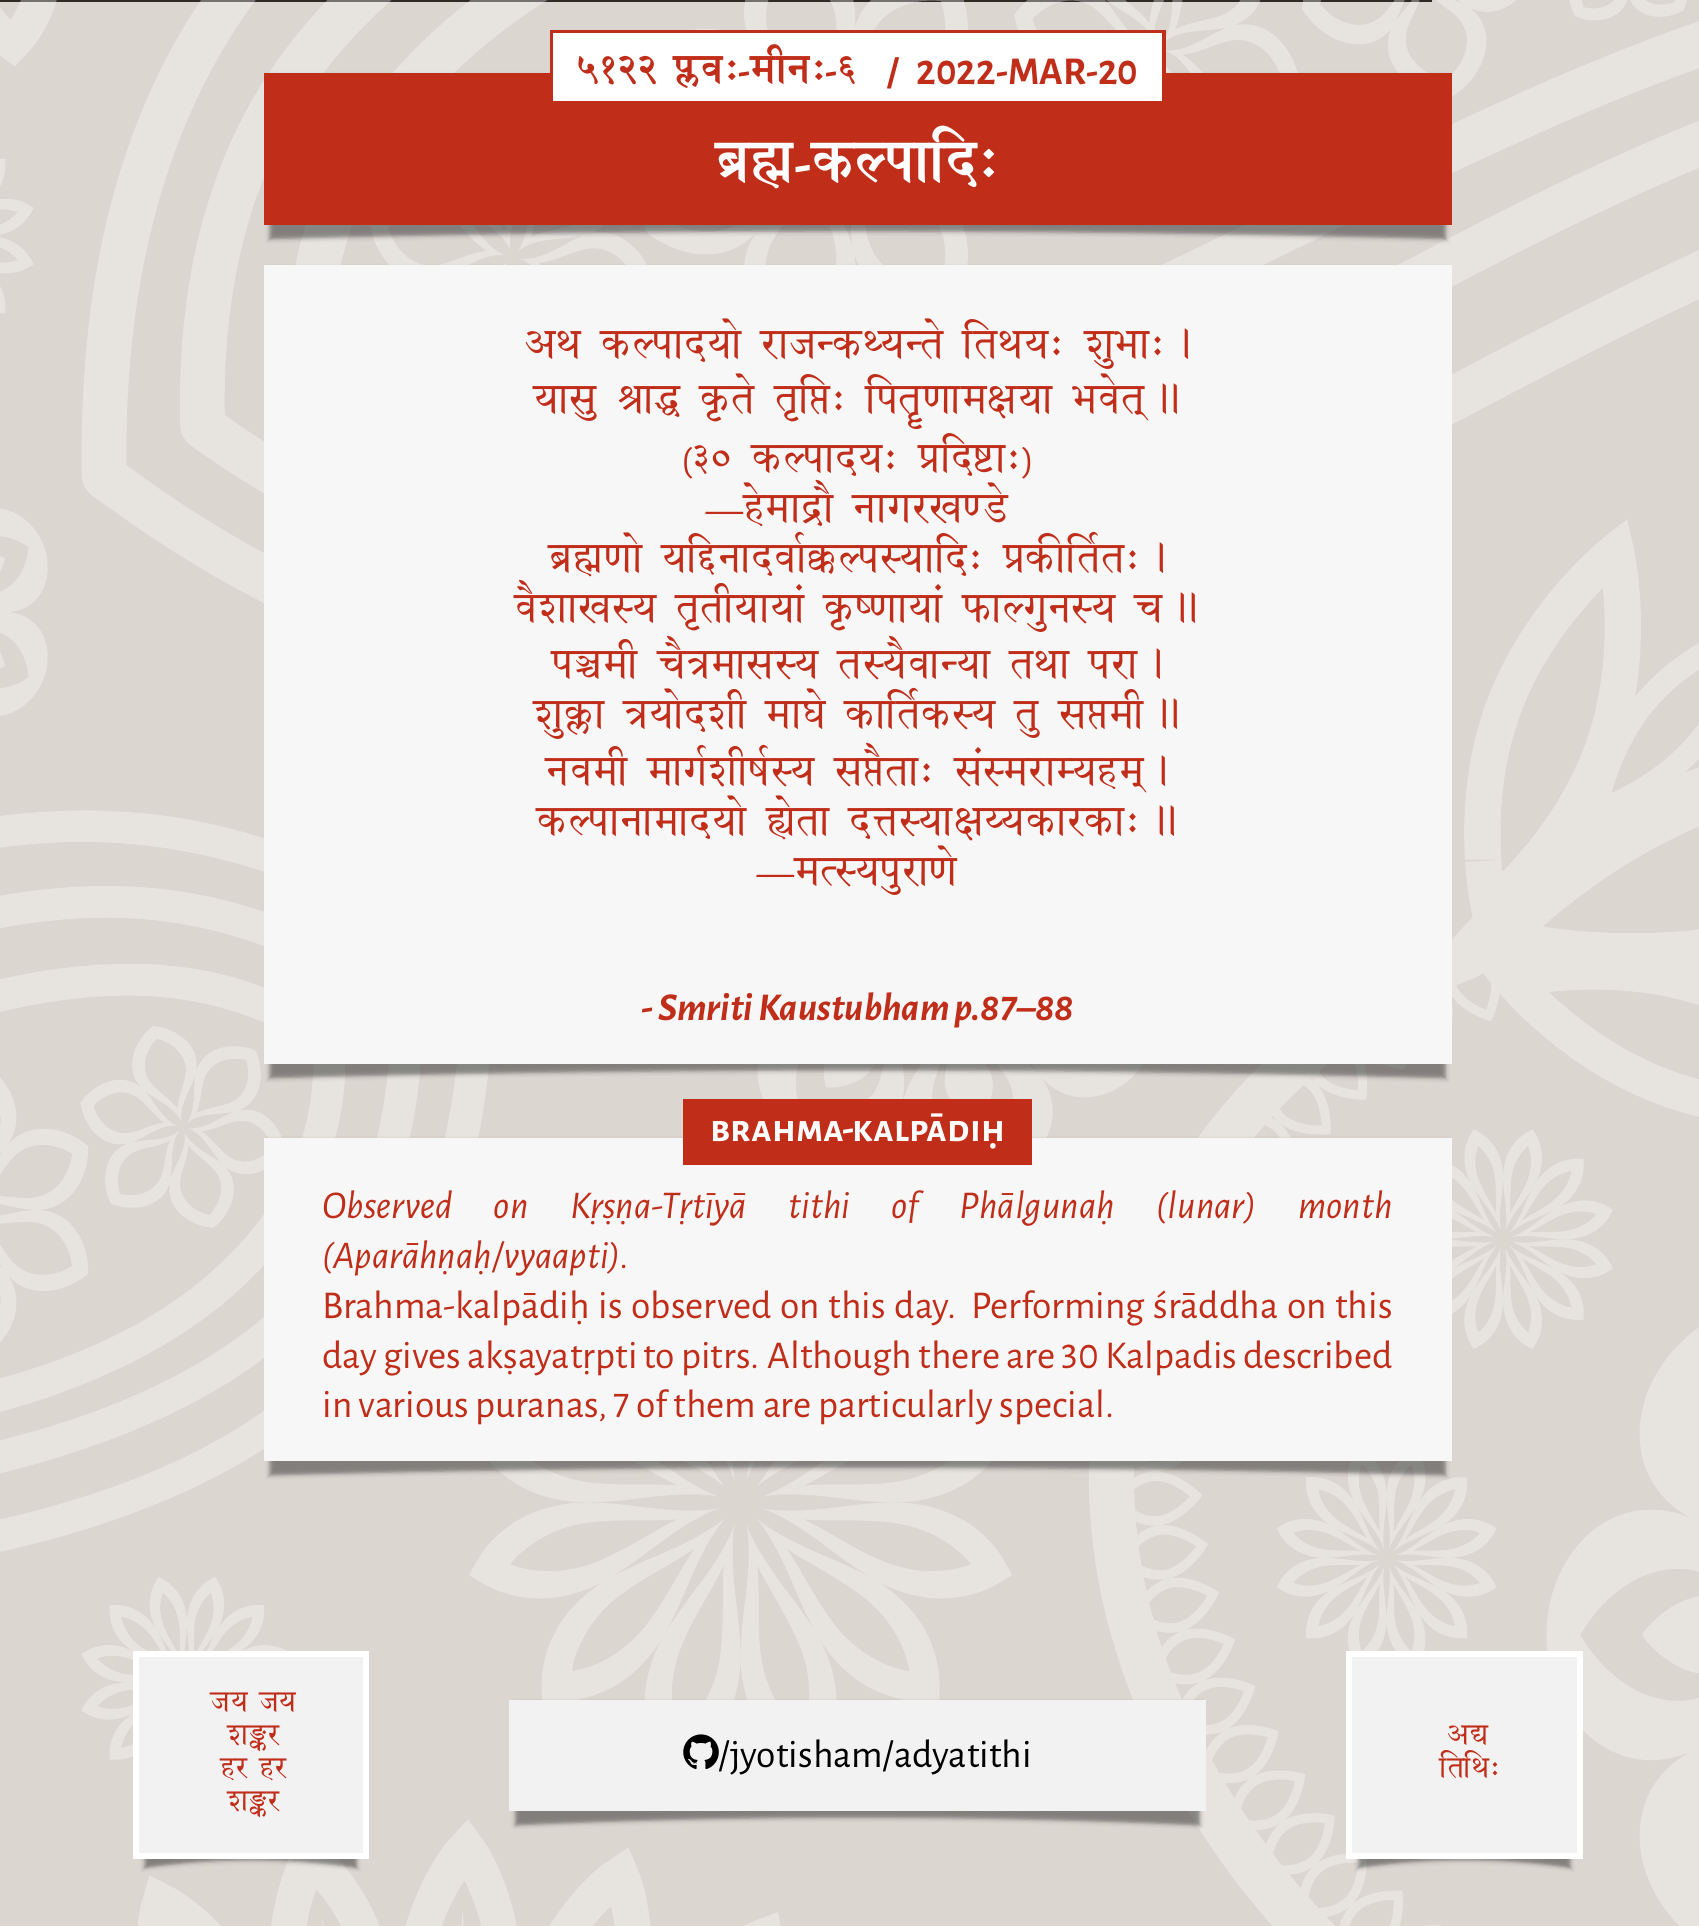 ५१२२ प्लवः-मीनः-६ / 2022-MAR-20
ब्रह्म-कल्पादिः
अथ कल्पादयो राजन्कथ्यन्ते तिथयः शुभाः ।
यासु श्राद्ध कृते तृप्तिः पितॄणामक्षया भवेत् ॥
(३० कल्पादयः प्रदिष्टाः)
—हेमाद्रौ नागरखण्डे
ब्रह्मणो यद्दिनादर्वाक्कल्पस्यादिः प्रकीर्तितः ।
वैशाखस्य तृतीयायां कृष्णायां फाल्गुनस्य च ॥
पञ्चमी चैत्रमासस्य तस्यैवान्या तथा परा ।
शुक्ला त्रयोदशी माघे कार्तिकस्य तु सप्तमी ॥
नवमी मार्गशीर्षस्य सप्तैताः संस्मराम्यहम् ।
कल्पानामादयो ह्येता दत्तस्याक्षय्यकारकाः ॥
—मत्स्यपुराणे
- Smriti Kaustubham p.87–88
BRAHMA-KALPĀDIḤ
Observed on Kṛṣṇa-Tṛtīyā tithi of Phālgunaḥ (lunar) month
(Aparāhṇaḥ/vyaapti).
Brahma-kalpādiḥ is observed on this day. Performing śrāddha on this
day gives akṣayatṛpti to pitrs. Although there are 30 Kalpadis described
in various puranas, 7 of them are particularly special.
जय जय
शङ्कर
हर हर
शङ्कर
/jyotisham/adyatithi
अद्य
तिथिः